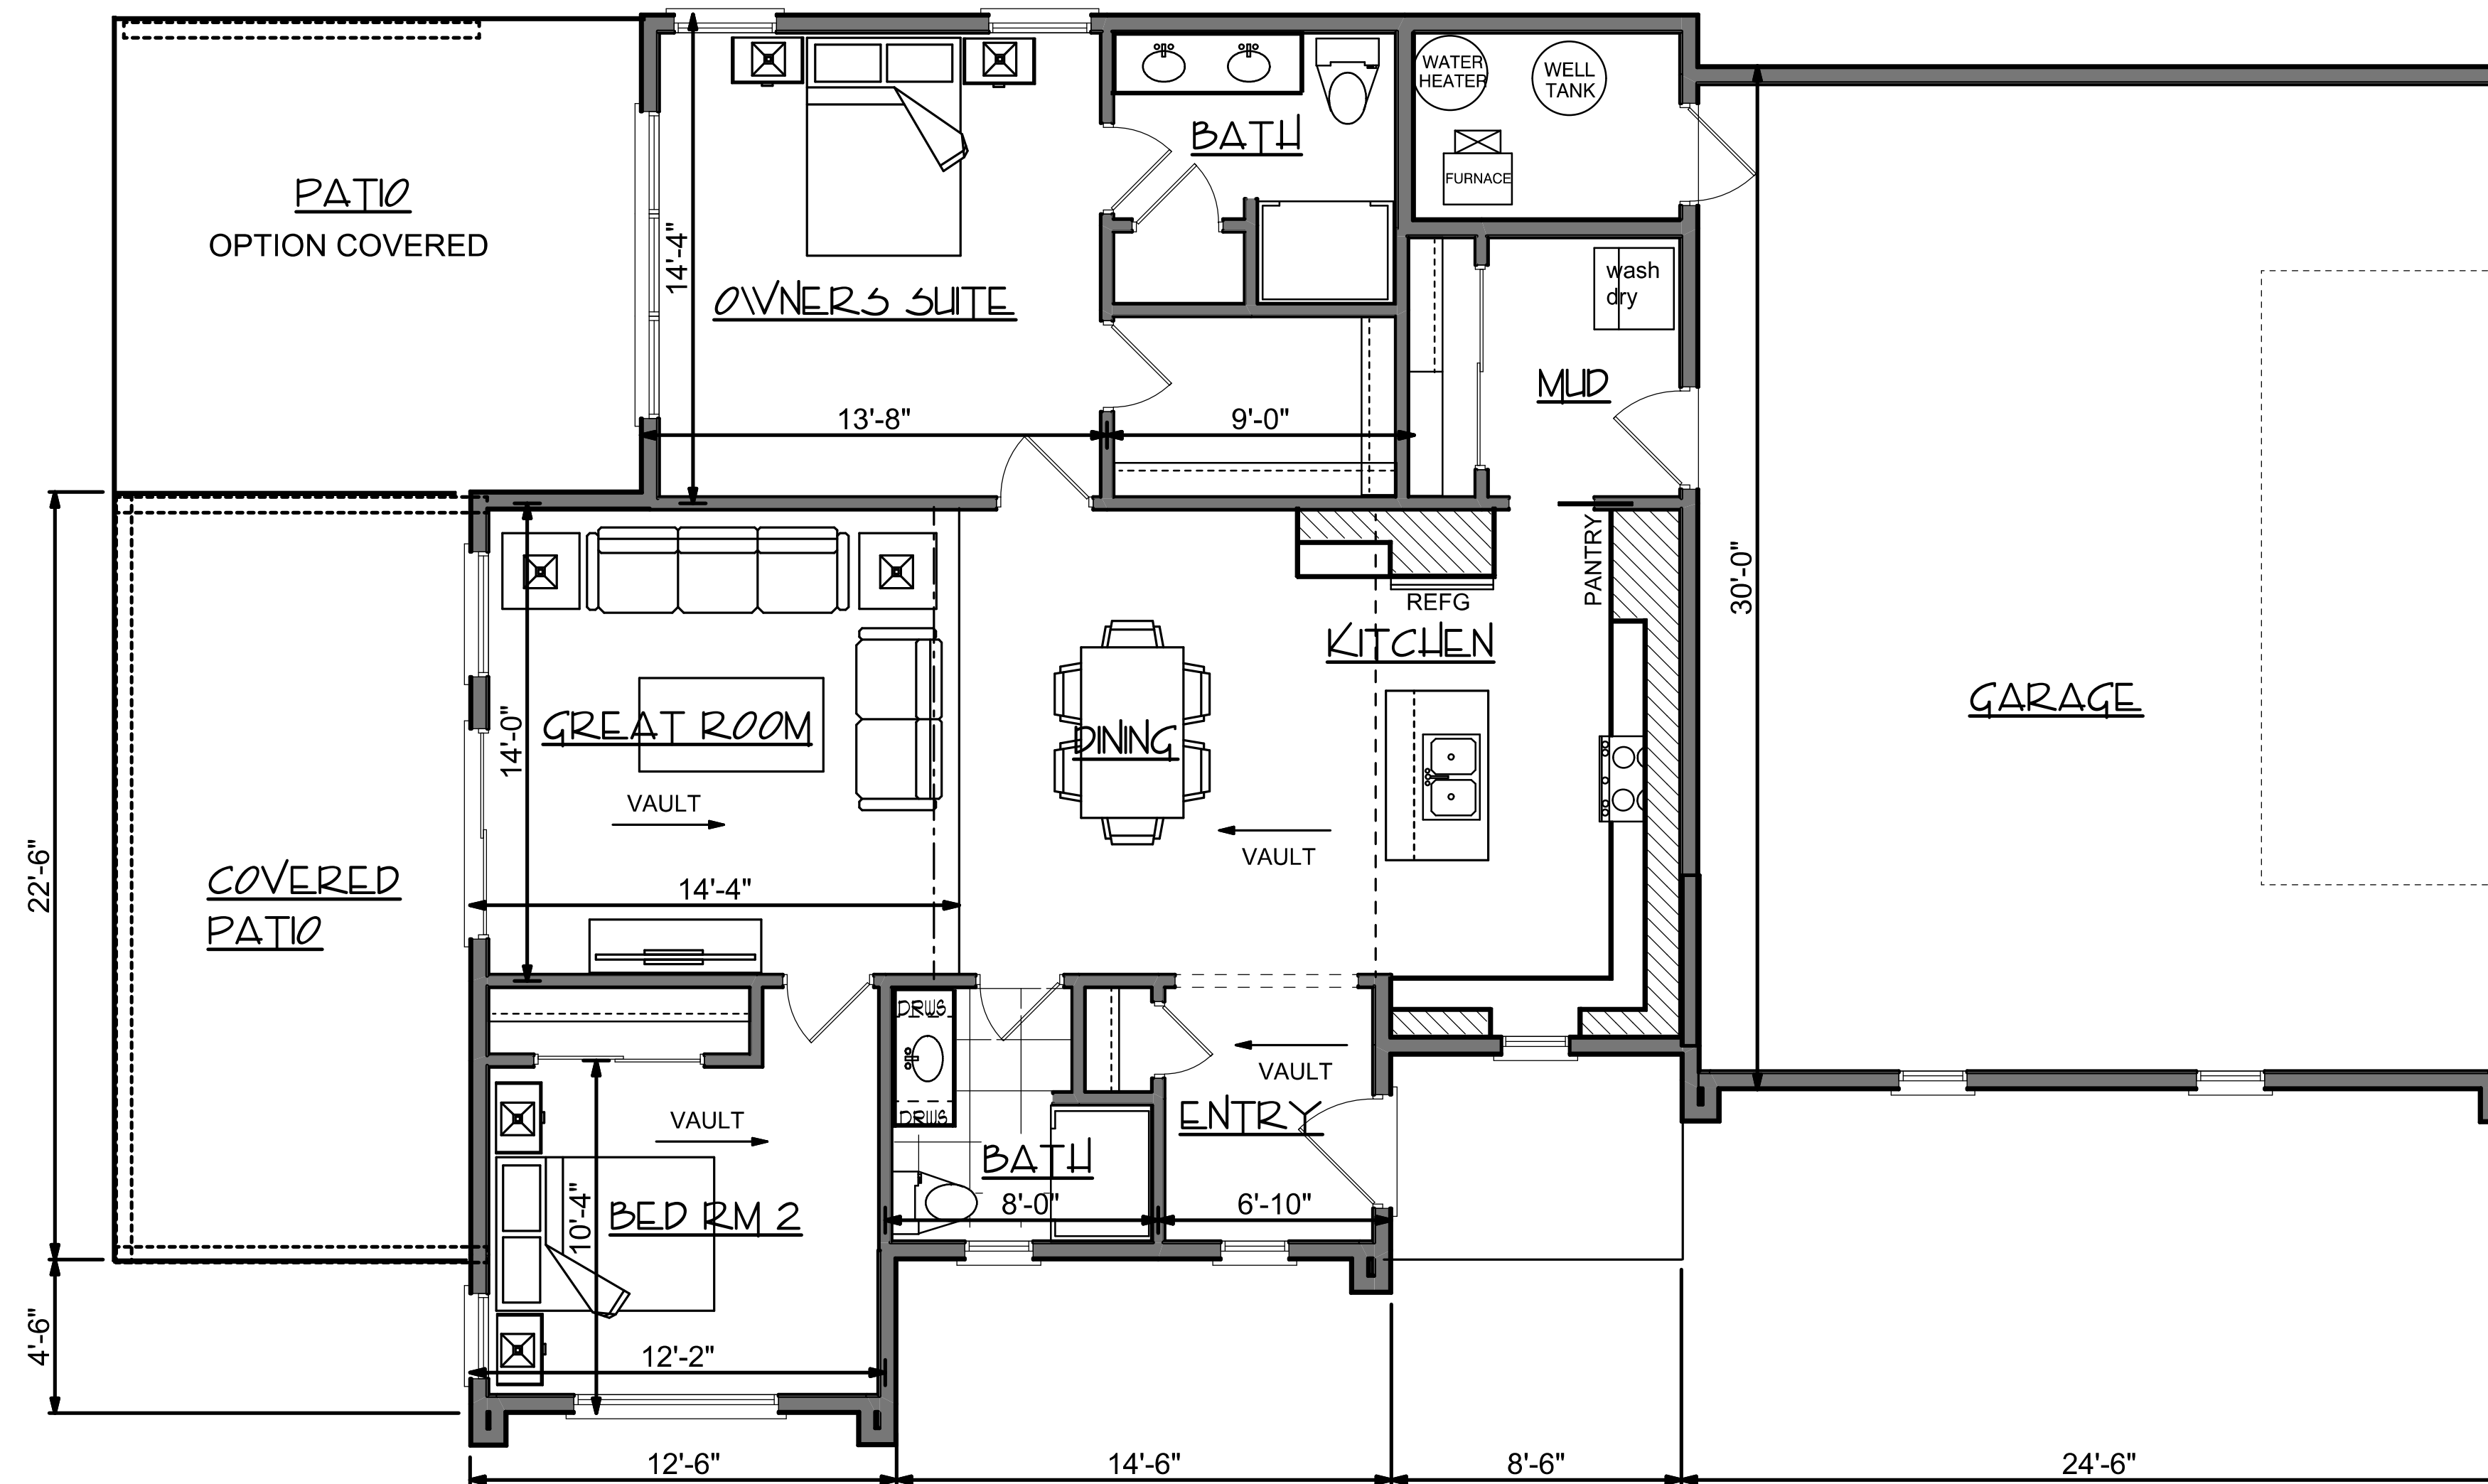 PATIO
OPTION COVERED
14'-4"
OWNERS SUITE
BATH
WATER
HEATER
WELL
TANK
FURNACE
wash
dry
MUD
13'-8"
9'-0"
PANTRY
REFG
KITCHEN
30'-0"
GARAGE
14'-0"
GREAT ROOM
DINING
VAULT
VAULT
22'-6"
COVERED
PATIO
14'-4"
DRWS
VAULT
DRWS
ENTRY
VAULT
BATH
10'-4"
BED RM 2
8'-0"
6'-10"
4'-6"
12'-2"
12'-6"
14'-6"
8'-6"
24'-6"